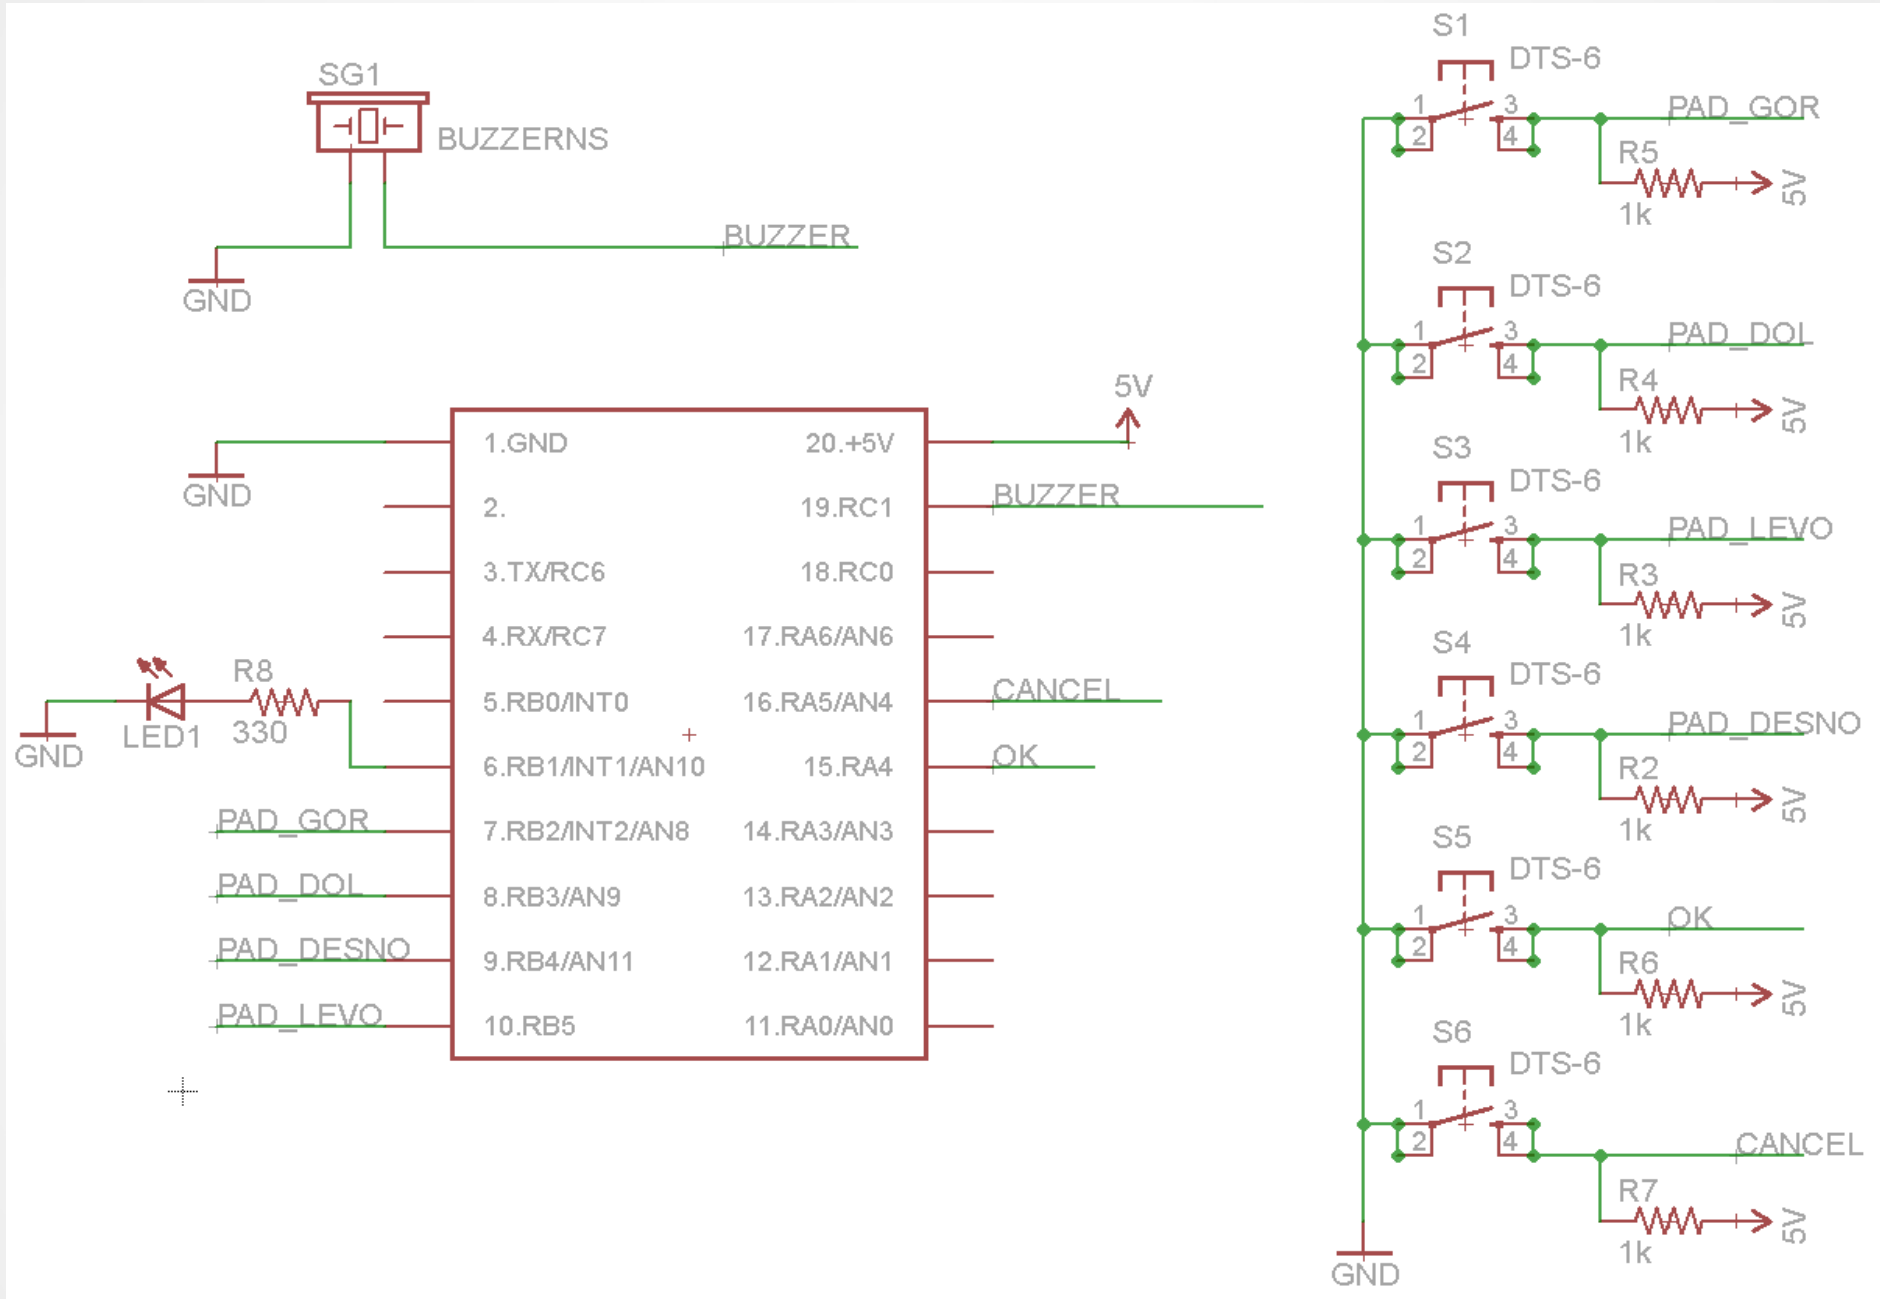 SG1
BUZZERNS
BUZZER
GND
5V
GND
1.GND
2.
3.TX/RC6
4.RX/RC7
5.RB0/INT0
6.RB1/INT1/AN10
7.RB2/INT2/AN8
8.RB3/AN9
9.RB4/AN11
10.RB5
20.+5V
19.RC1
18.RC0
17.RA6/AN6
16.RA5/AN4
15.RA4
14.RA3/AN3
13.RA2/AN2
12.RA1/AN1
11.RA0/AN0
BUZZER
CANCEL
OK
R8
330
LED1
GND
PAD_GOR
PAD_DOL
PAD_DESNO
PAD_LEVO
S1
DTS-6
1 3
2 4
PAD_GOR
R5
1k
5V
S2
DTS-6
1 3
2 4
PAD_DOL
R4
1k
5V
S3
DTS-6
1 3
2 4
PAD_LEVO
R3
1k
5V
S4
DTS-6
1 3
2 4
PAD_DESNO
R2
1k
5V
S5
DTS-6
1 3
2 4
OK
R6
1k
5V
S6
DTS-6
1 3
2 4
CANCEL
R7
1k
5V
GND